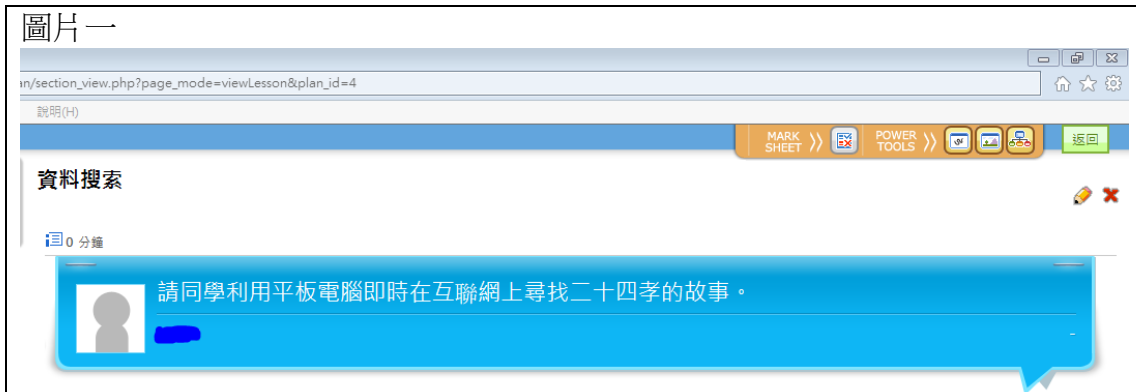 圖片一
an/section_view.php?page_mode=viewLesson&plan_id=4
說明(H)
MARK SHEET 》 POWER TOOLS 》 返回
資料搜索
0 分鐘
請同學利用平板電腦即時在互聯網上尋找二十四孝的故事。
-